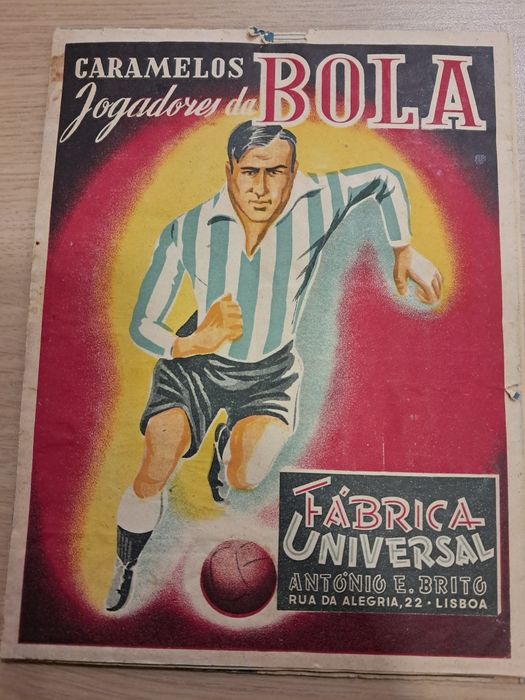 CARAMELOS
Jogadores da BOLA
FÁBRICA
UNIVERSAL
ANTÓNIO E. BRITO
RUA DA ALEGRIA, 22 · LISBOA